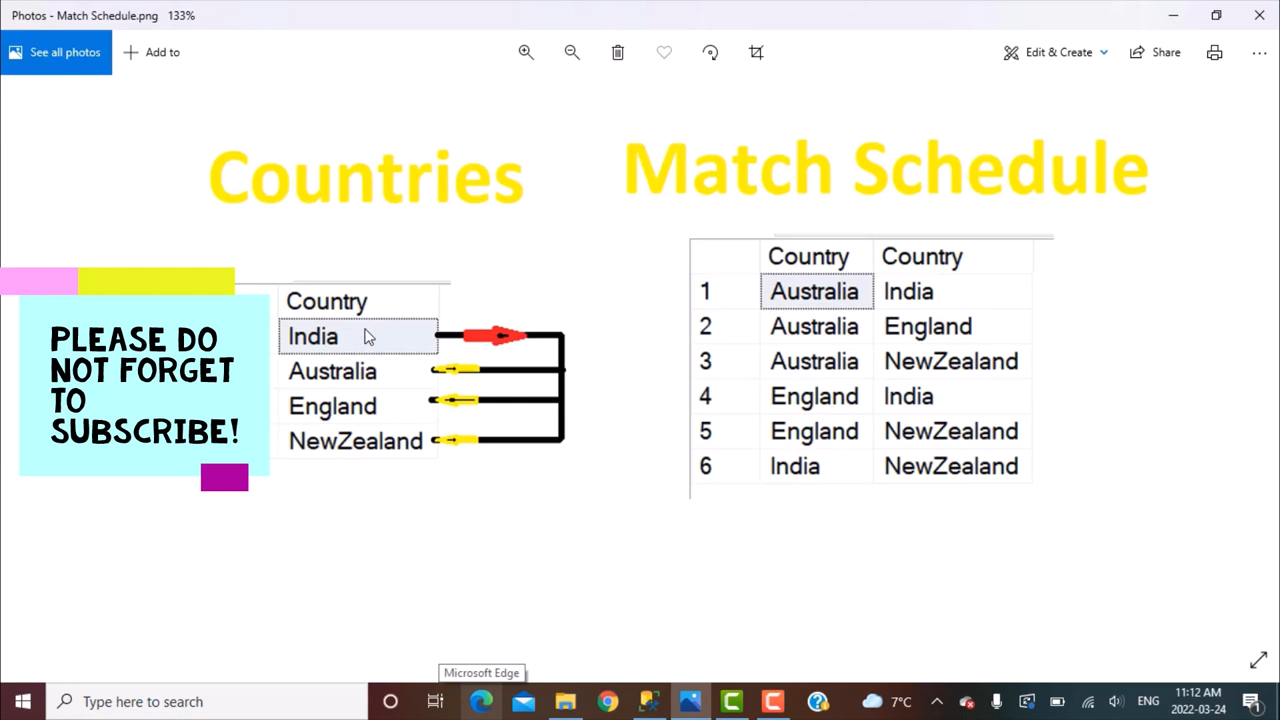 Photos - Match Schedule.png 133%
See all photos
Add to
Edit & Create
Share
Countries
Match Schedule
PLEASE DO
NOT FORGET
TO
SUBSCRIBE!
Country
India
Australia
England
NewZealand
Country Country
1 Australia India
2 Australia England
3 Australia NewZealand
4 England India
5 England NewZealand
6 India NewZealand
Microsoft Edge
Type here to search
7°C
ENG
11:12 AM
2022-03-24
1